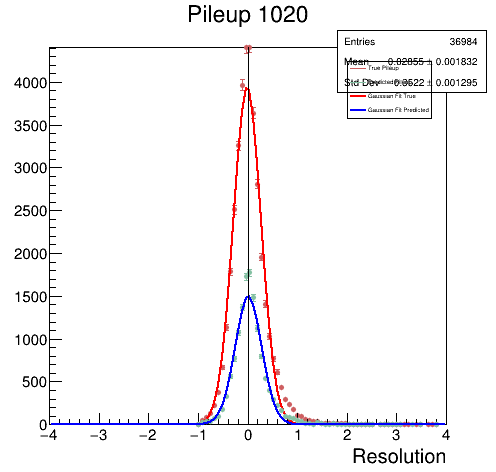 Pileup 1020
Entries 36984
Mean 0.02855 ± 0.001832
True Pileup
Std Dev 0.3522 ± 0.001295
Gaussian Fit True
Gaussian Fit Predicted
4000
3500
3000
2500
2000
1500
1000
500
0
−4 −3 −2 −1 0 1 2 3 4
Resolution